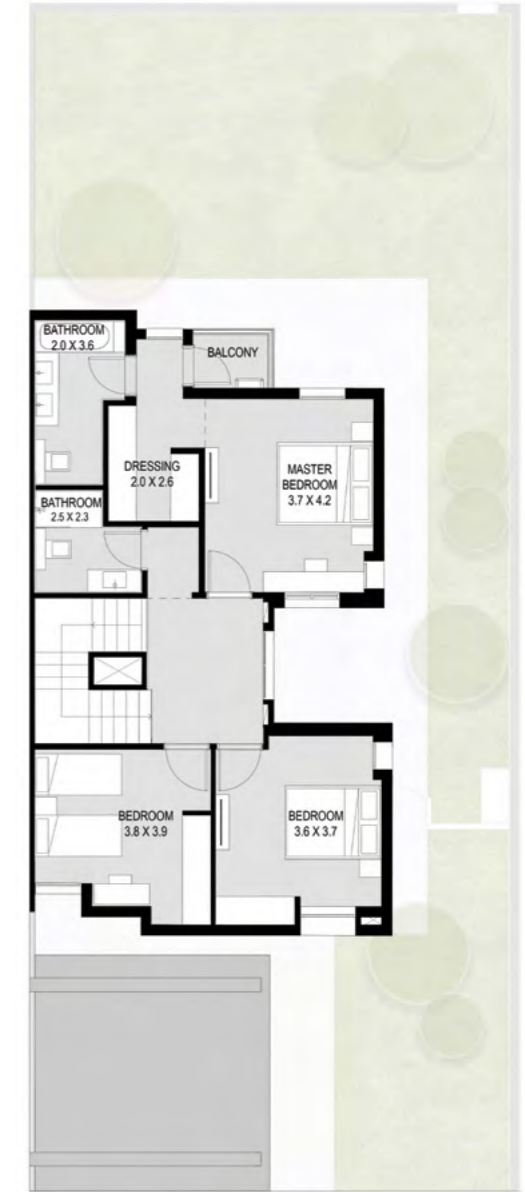 BATHROOM
2.0 X 3.6
BALCONY
DRESSING
2.0 X 2.6
MASTER
BEDROOM
3.7 X 4.2
BATHROOM
2.5 X 2.3
BEDROOM
3.8 X 3.9
BEDROOM
3.6 X 3.7